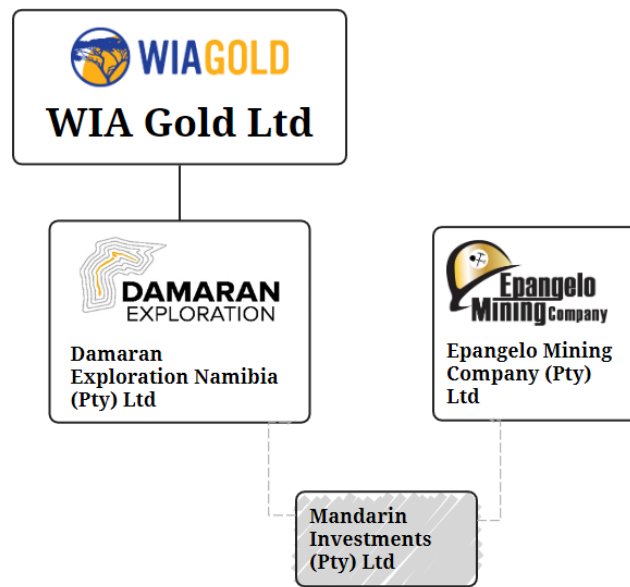 WIAGOLD
WIA Gold Ltd
DAMARAN
EXPLORATION
Damaran
Exploration Namibia
(Pty) Ltd
Epangelo
Mining Company
Epangelo Mining
Company (Pty)
Ltd
Mandarin
Investments
(Pty) Ltd